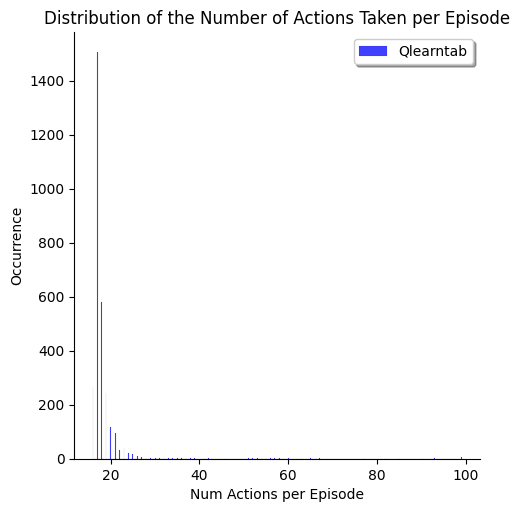 Distribution of the Number of Actions Taken per Episode
Qlearntab
1400
1200
1000
800
600
400
200
0
Occurrence
20 40 60 80 100
Num Actions per Episode